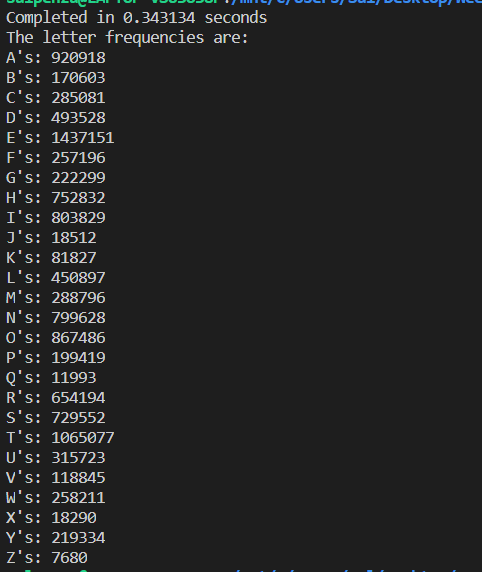 Completed in 0.343134 seconds
The letter frequencies are:
A's: 920918
B's: 170603
C's: 285081
D's: 493528
E's: 1437151
F's: 257196
G's: 222299
H's: 752832
I's: 803829
J's: 18512
K's: 81827
L's: 450897
M's: 288796
N's: 799628
O's: 867486
P's: 199419
Q's: 11993
R's: 654194
S's: 729552
T's: 1065077
U's: 315723
V's: 118845
W's: 258211
X's: 18290
Y's: 219334
Z's: 7680